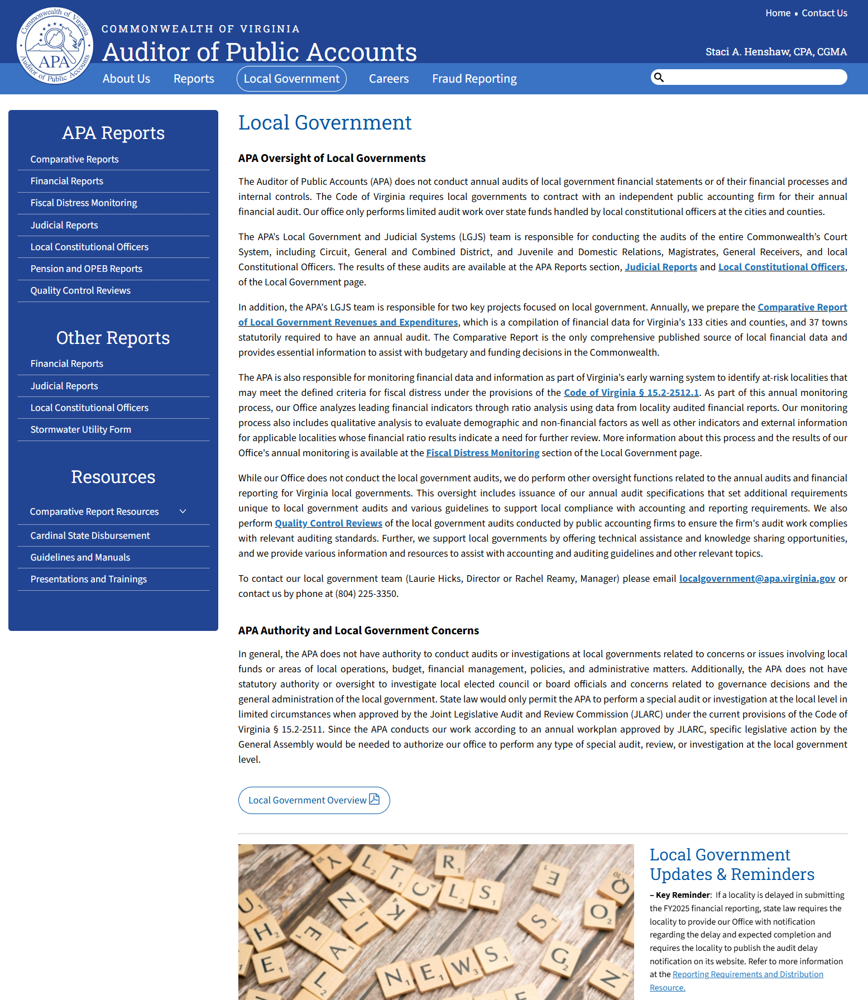 Home • Contact Us
Commonwealth of Virginia
APA
Auditor of Public Accounts
COMMONWEALTH OF VIRGINIA
Auditor of Public Accounts
Staci A. Henshaw, CPA, CGMA
About Us Reports Local Government Careers Fraud Reporting
APA Reports
Comparative Reports
Financial Reports
Fiscal Distress Monitoring
Judicial Reports
Local Constitutional Officers
Pension and OPEB Reports
Quality Control Reviews
Other Reports
Financial Reports
Judicial Reports
Local Constitutional Officers
Stormwater Utility Form
Resources
Comparative Report Resources
Cardinal State Disbursement
Guidelines and Manuals
Presentations and Trainings
Local Government
APA Oversight of Local Governments
The Auditor of Public Accounts (APA) does not conduct annual audits of local government financial statements or of their financial processes and
internal controls. The Code of Virginia requires local governments to contract with an independent public accounting firm for their annual
financial audit. Our office only performs limited audit work over state funds handled by local constitutional officers at the cities and counties.
The APA’s Local Government and Judicial Systems (LGJS) team is responsible for conducting the audits of the entire Commonwealth’s Court
System, including Circuit, General and Combined District, and Juvenile and Domestic Relations, Magistrates, General Receivers, and local
Constitutional Officers. The results of these audits are available at the APA Reports section, Judicial Reports and Local Constitutional Officers,
of the Local Government page.
In addition, the APA's LGJS team is responsible for two key projects focused on local government. Annually, we prepare the Comparative Report
of Local Government Revenues and Expenditures, which is a compilation of financial data for Virginia’s 133 cities and counties, and 37 towns
statutorily required to have an annual audit. The Comparative Report is the only comprehensive published source of local financial data and
provides essential information to assist with budgetary and funding decisions in the Commonwealth.
The APA is also responsible for monitoring financial data and information as part of Virginia’s early warning system to identify at-risk localities that
may meet the defined criteria for fiscal distress under the provisions of the Code of Virginia § 15.2-2512.1. As part of this annual monitoring
process, our Office analyzes leading financial indicators through ratio analysis using data from locality audited financial reports. Our monitoring
process also includes qualitative analysis to evaluate demographic and non-financial factors as well as other indicators and external information
for applicable localities whose financial ratio results indicate a need for further review. More information about this process and the results of our
Office's annual monitoring is available at the Fiscal Distress Monitoring section of the Local Government page.
While our Office does not conduct the local government audits, we do perform other oversight functions related to the annual audits and financial
reporting for Virginia local governments. This oversight includes issuance of our annual audit specifications that set additional requirements
unique to local government audits and various guidelines to support local compliance with accounting and reporting requirements. We also
perform Quality Control Reviews of the local government audits conducted by public accounting firms to ensure the firm's audit work complies
with relevant auditing standards. Further, we support local governments by offering technical assistance and knowledge sharing opportunities,
and we provide various information and resources to assist with accounting and auditing guidelines and other relevant topics.
To contact our local government team (Laurie Hicks, Director or Rachel Reamy, Manager) please email localgovernment@apa.virginia.gov or
contact us by phone at (804) 225-3350.
APA Authority and Local Government Concerns
In general, the APA does not have authority to conduct audits or investigations at local governments related to concerns or issues involving local
funds or areas of local operations, budget, financial management, policies, and administrative matters. Additionally, the APA does not have
statutory authority or oversight to investigate local elected council or board officials and concerns related to governance decisions and the
general administration of the local government. State law would only permit the APA to perform a special audit or investigation at the local level in
limited circumstances when approved by the Joint Legislative Audit and Review Commission (JLARC) under the current provisions of the Code of
Virginia § 15.2-2511. Since the APA conducts our work according to an annual workplan approved by JLARC, specific legislative action by the
General Assembly would be needed to authorize our office to perform any type of special audit, review, or investigation at the local government
level.
Local Government Overview
NEWS
Local Government
Updates & Reminders
– Key Reminder: If a locality is delayed in submitting
the FY2025 financial reporting, state law requires the
locality to provide our Office with notification
regarding the delay and expected completion and
requires the locality to publish the audit delay
notification on its website. Refer to more information
at the Reporting Requirements and Distribution
Resource.